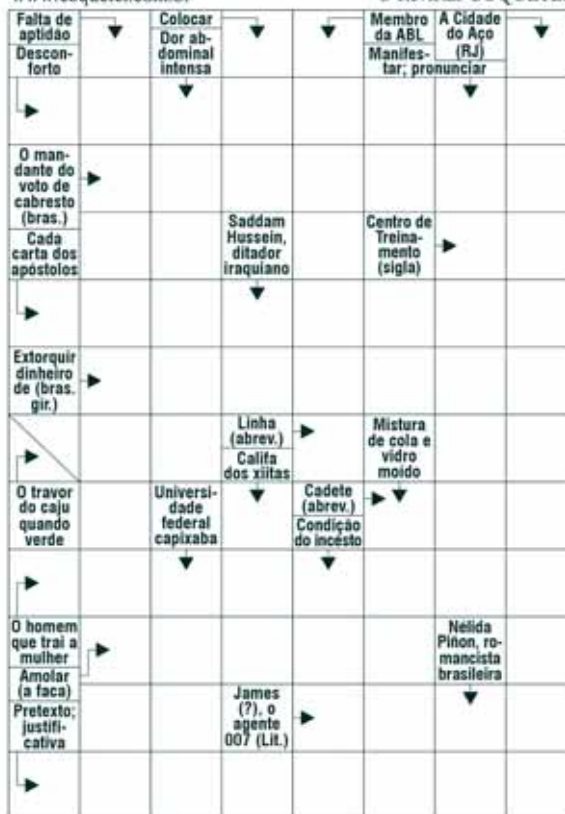 Falta de
aptidão
Descon-
forto
Colocar
Dor ab-
dominal
intensa
Membro
da ABL
A Cidade
do Aço
(RJ)
Manifes-
tar; pronunciar
O man-
dante do
voto de
cabresto
(bras.)
Cada
carta dos
apóstolos
Saddam
Hussein,
ditador
iraquiano
Centro de
Treina-
mento
(sigla)
Extorquir
dinheiro
de (bras.
gir.)
Linha
(abrev.)
Califa
dos xiitas
Mistura
de cola e
vidro
moído
O travor
do caju
quando
verde
Universi-
dade
federal
capixaba
Cadete
(abrev.)
Condição
do incesto
O homem
que trai a
mulher
Amolar
(a faca)
Nélida
Piñon, ro-
mancista
brasileira
Pretexto;
justifi-
cativa
James
(?), o
agente
007 (Lit.)